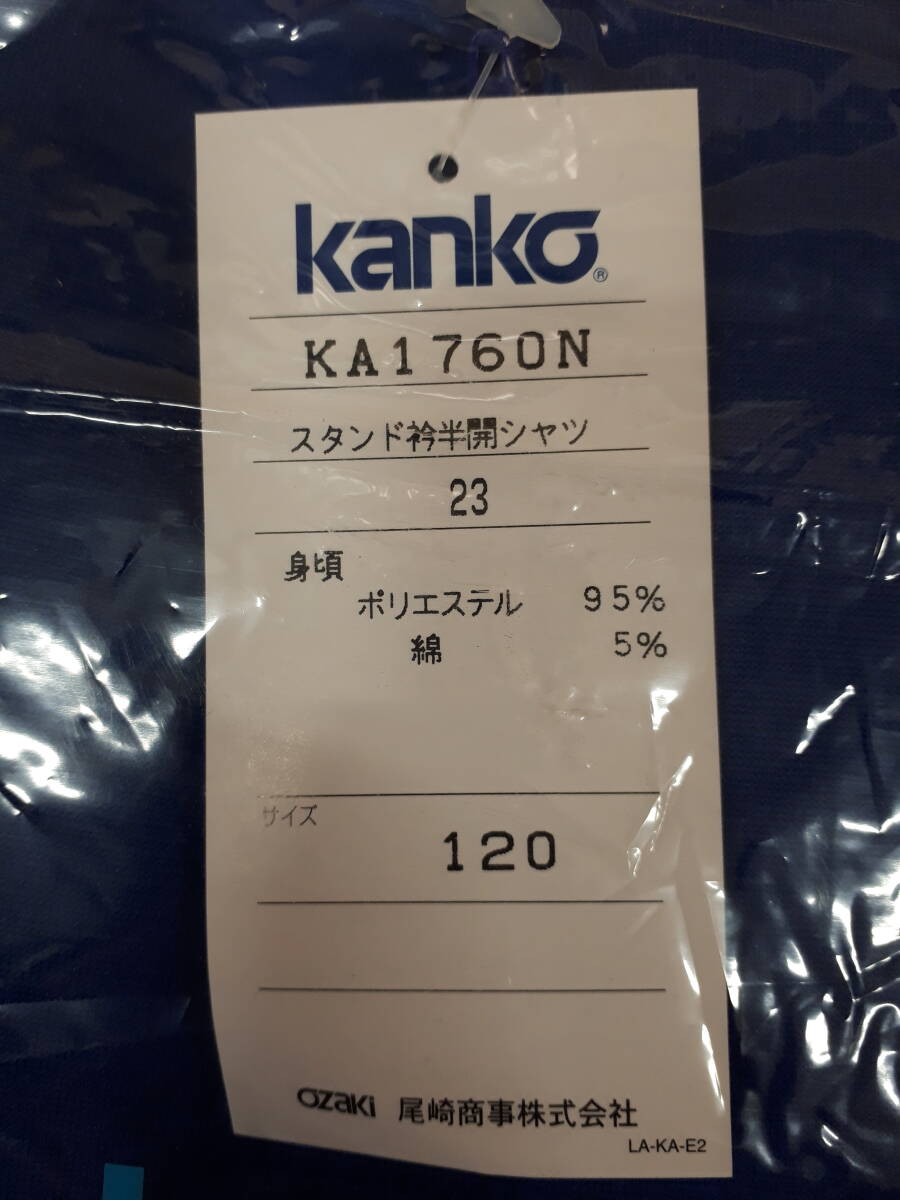 kanko®
KA1760N
スタンド衿半開シャツ
23
身頃
ポリエステル 95%
綿 5%
サイズ
120
OZAKI 尾崎商事株式会社
LA-KA-E2